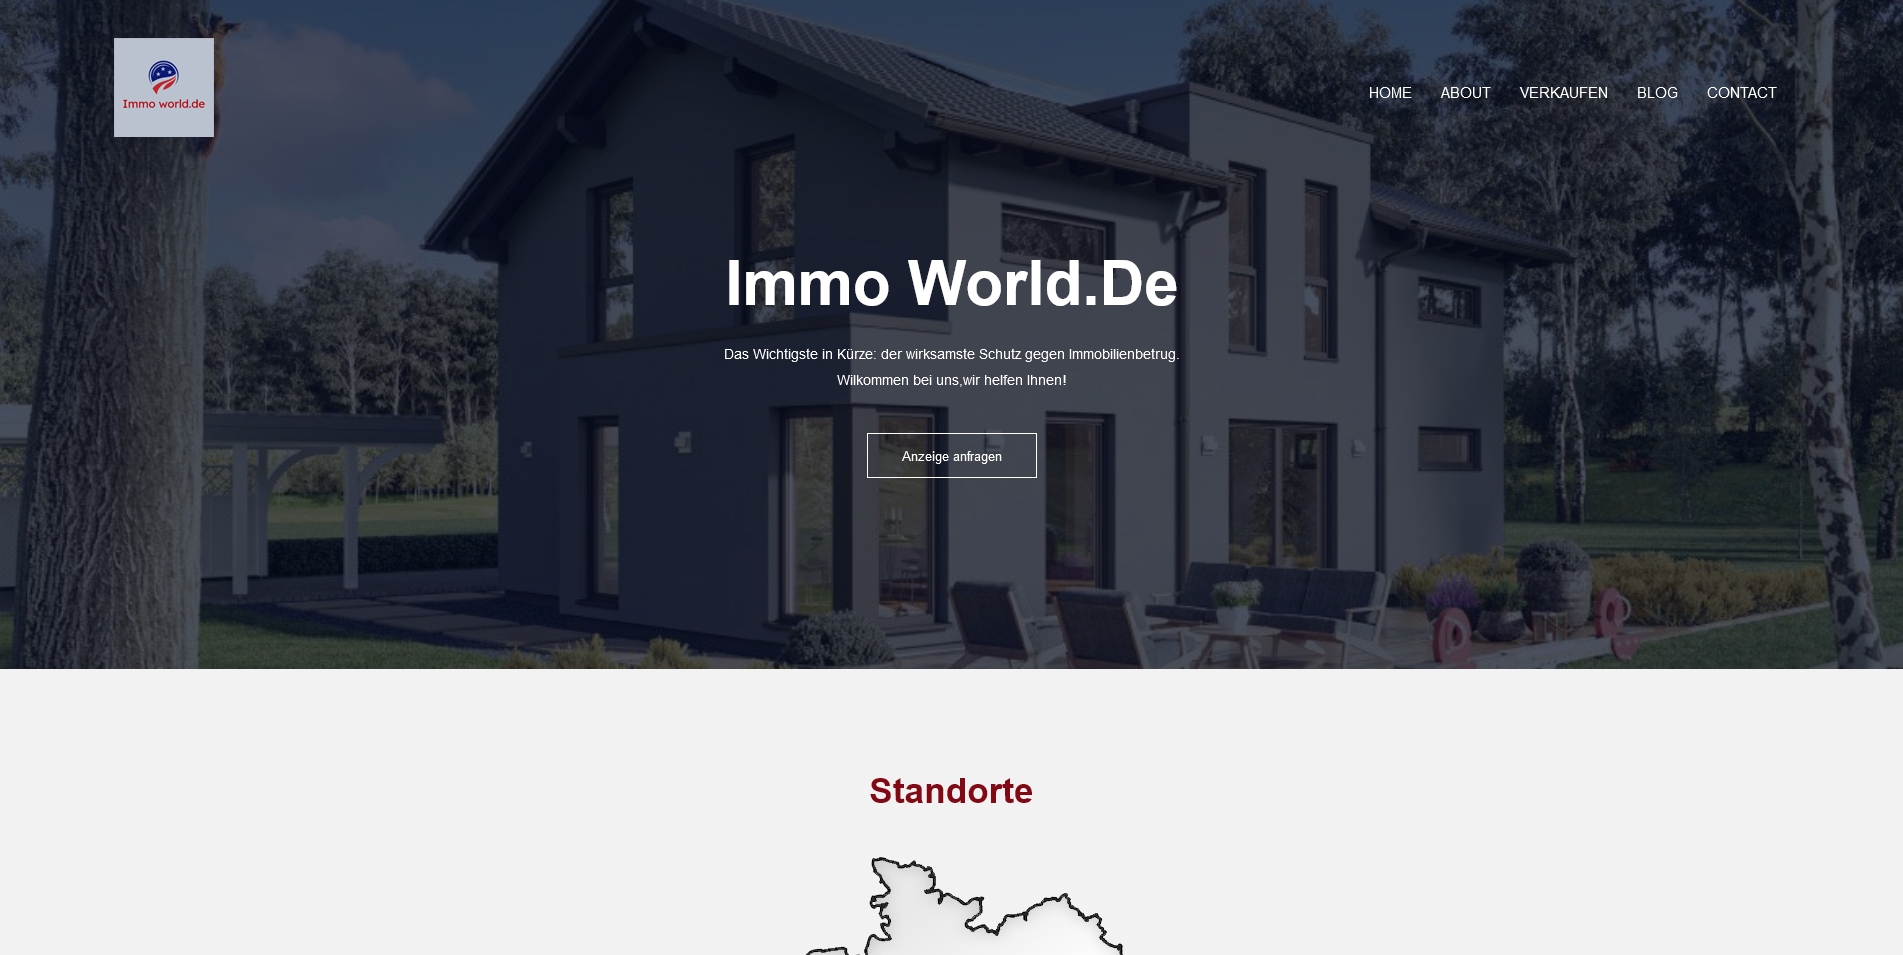 Immo world.de
HOME ABOUT VERKAUFEN BLOG CONTACT
Immo World.De
Das Wichtigste in Kürze: der wirksamste Schutz gegen Immobilienbetrug.
Wilkommen bei uns,wir helfen Ihnen!
Anzeige anfragen
Standorte